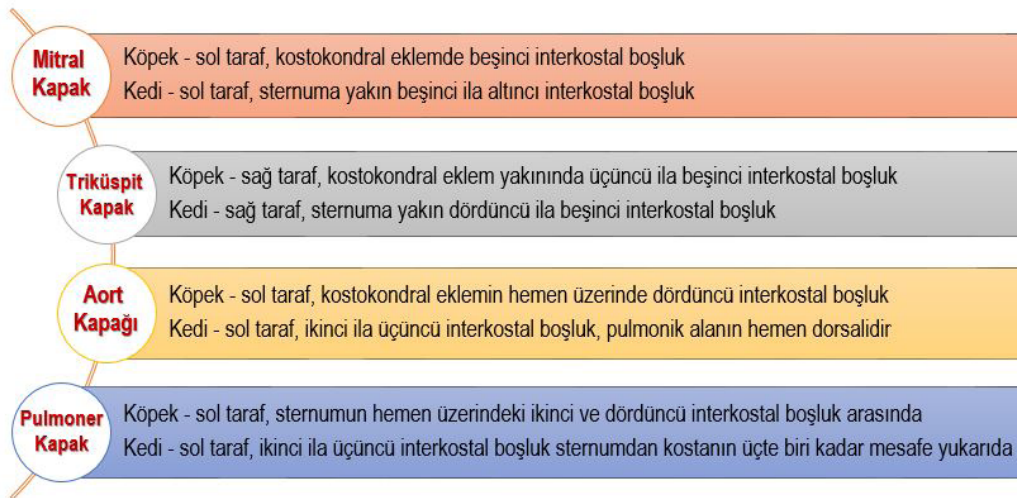 Mitral
Kapak
Köpek - sol taraf, kostokondral eklemde beşinci interkostal boşluk
Kedi - sol taraf, sternuma yakın beşinci ila altıncı interkostal boşluk
Triküspit
Kapak
Köpek - sağ taraf, kostokondral eklem yakınında üçüncü ila beşinci interkostal boşluk
Kedi - sağ taraf, sternuma yakın dördüncü ila beşinci interkostal boşluk
Aort
Kapağı
Köpek - sol taraf, kostokondral eklemin hemen üzerinde dördüncü interkostal boşluk
Kedi - sol taraf, ikinci ila üçüncü interkostal boşluk, pulmonik alanın hemen dorsalidir
Pulmoner
Kapak
Köpek - sol taraf, sternumun hemen üzerindeki ikinci ve dördüncü interkostal boşluk arasında
Kedi - sol taraf, ikinci ila üçüncü interkostal boşluk sternumdan kostanın üçte biri kadar mesafe yukarıda